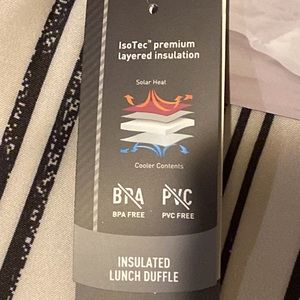 IsoTec™ premium
layered insulation
Solar Heat
Cooler Contents
BPA PVC
BPA FREE PVC FREE
INSULATED
LUNCH DUFFLE